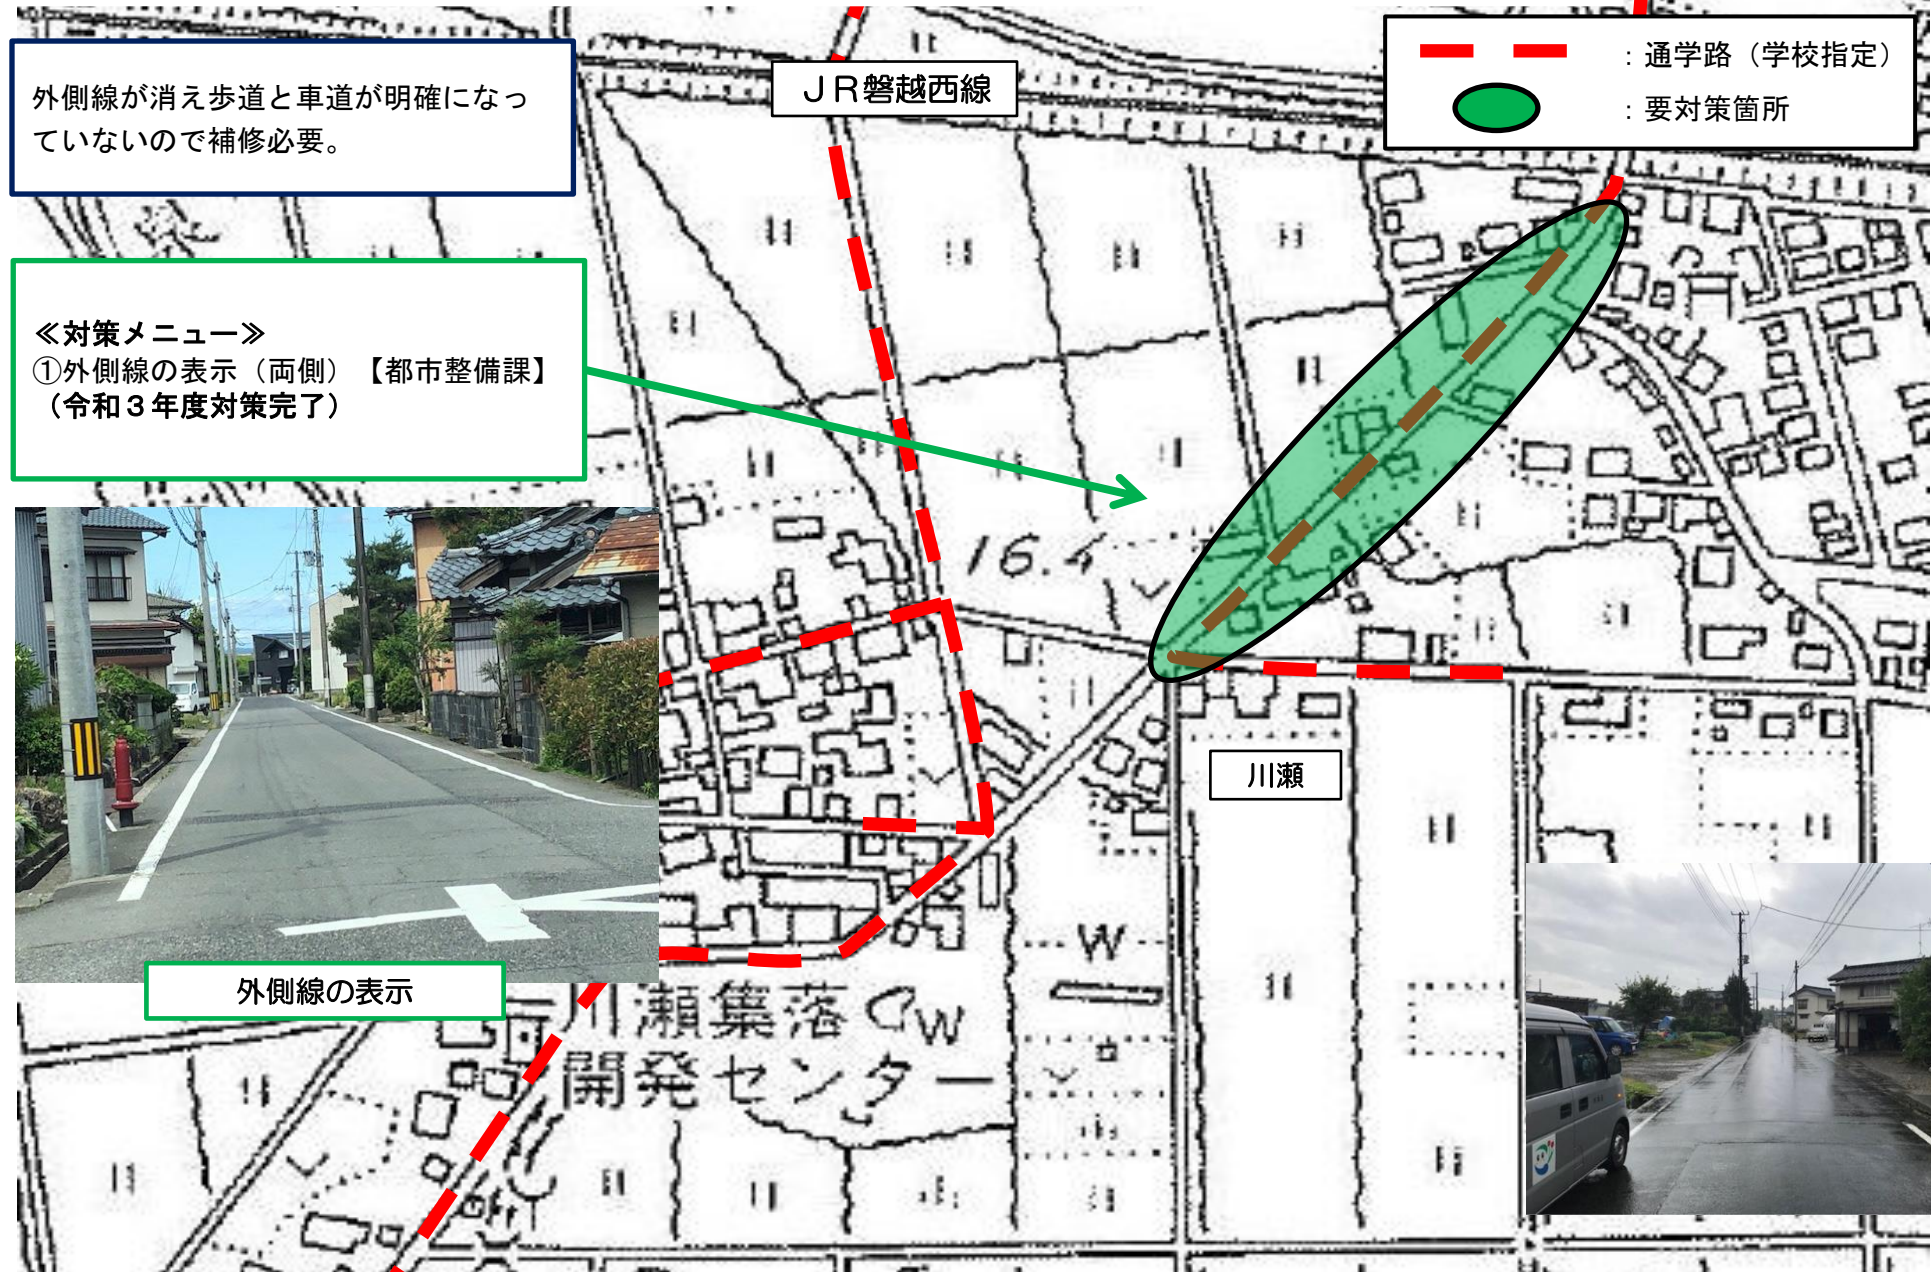 外側線が消え歩道と車道が明確になっ
ていないので補修必要。
JR磐越西線
：通学路（学校指定）
：要対策箇所
≪対策メニュー≫
①外側線の表示（両側）【都市整備課】
（令和３年度対策完了）
16.4
川瀬
外側線の表示
W
川瀬集落
W
開発センター